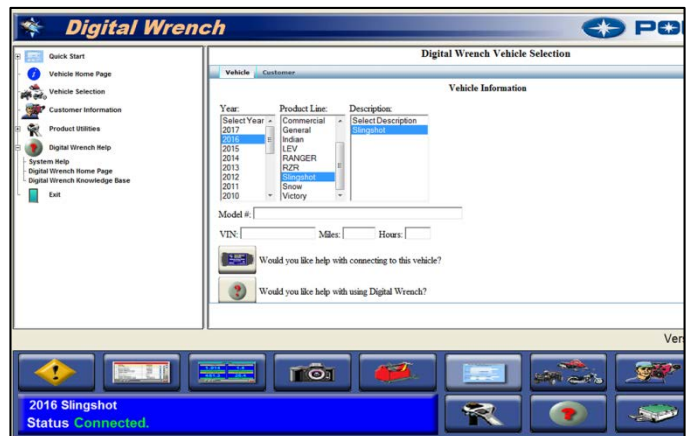 Digital Wrench
Quick Start
Vehicle Home Page
Vehicle Selection
Customer Information
Product Utilities
Digital Wrench Help
System Help
Digital Wrench Home Page
Digital Wrench Knowledge Base
Exit
Digital Wrench Vehicle Selection
Vehicle Customer
Vehicle Information
Year: Product Line: Description:
Select Year Commercial Select Description
2017 General Slingshot
2016 Indian
2015 LEV
2014 RANGER
2013 RZR
2012 Slingshot
2011 Snow
2010 Victory
Model #:
VIN: Miles: Hours:
Would you like help with connecting to this vehicle?
Would you like help with using Digital Wrench?
Ver
2016 Slingshot
Status Connected.